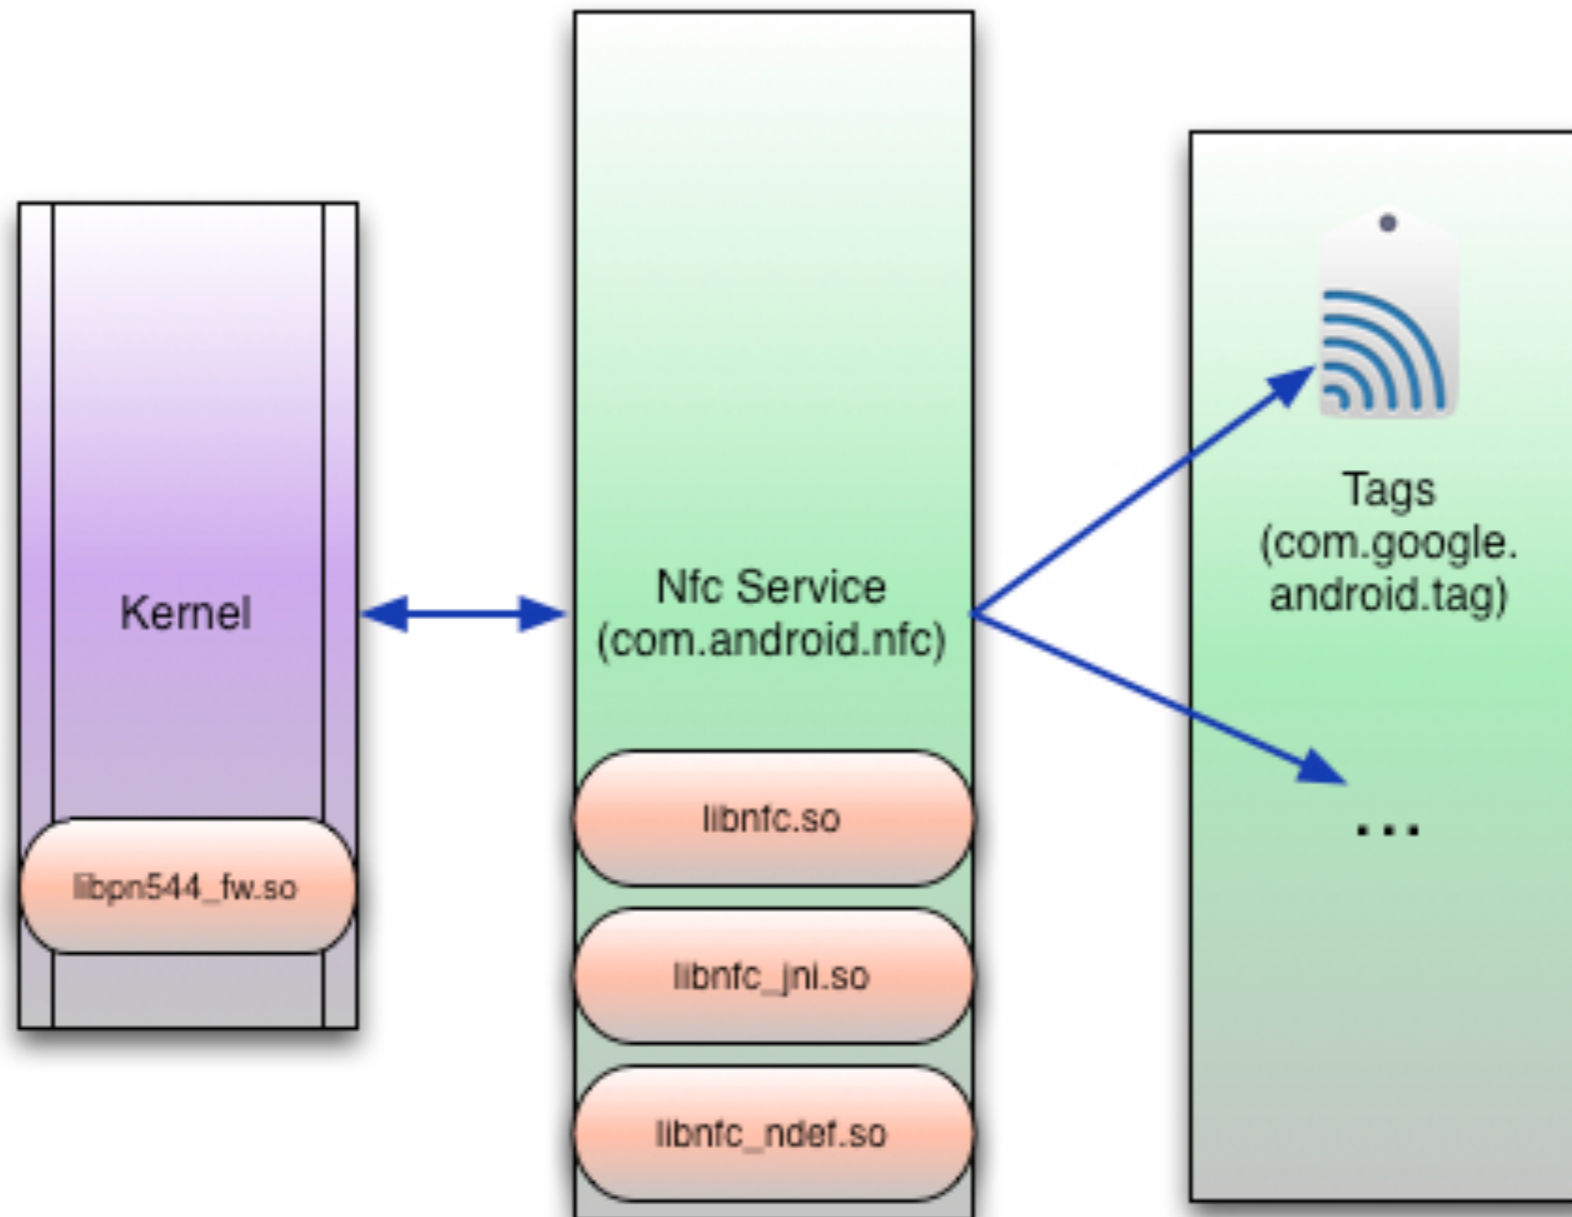 Kernel
libpn544_fw.so
Nfc Service
(com.android.nfc)
libnfc.so
libnfc_jni.so
libnfc_ndef.so
Tags
(com.google.
android.tag)
...